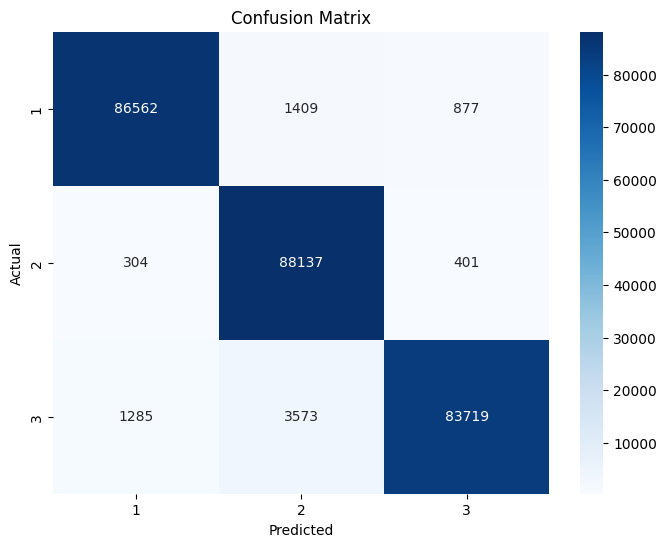 Confusion Matrix
Actual
1
86562 1409 877
2
304 88137 401
3
1285 3573 83719
1 2 3
Predicted
80000
70000
60000
50000
40000
30000
20000
10000